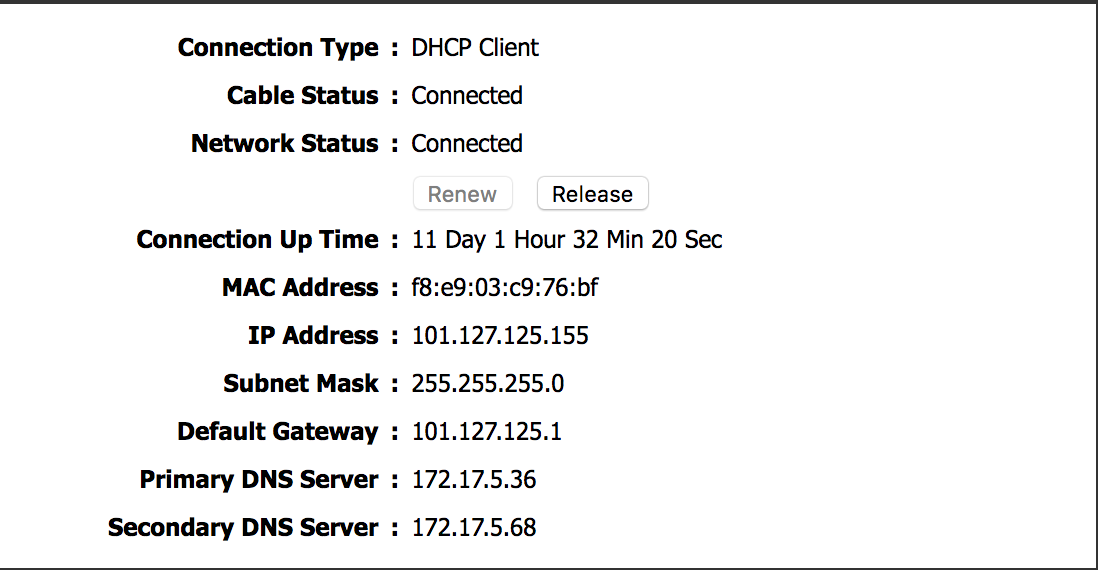 Connection Type : DHCP Client
Cable Status : Connected
Network Status : Connected
Renew Release
Connection Up Time : 11 Day 1 Hour 32 Min 20 Sec
MAC Address : f8:e9:03:c9:76:bf
IP Address : 101.127.125.155
Subnet Mask : 255.255.255.0
Default Gateway : 101.127.125.1
Primary DNS Server : 172.17.5.36
Secondary DNS Server : 172.17.5.68